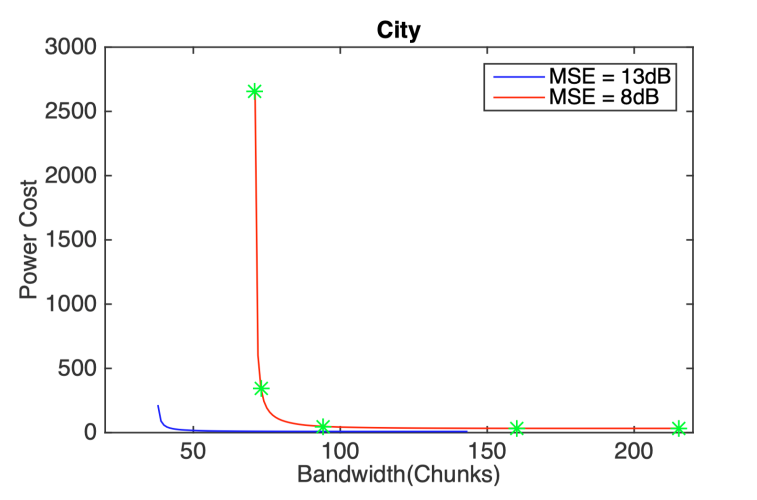 City
3000
2500
2000
1500
1000
500
0
Power Cost
MSE = 13dB
MSE = 8dB
50
100
150
200
Bandwidth(Chunks)